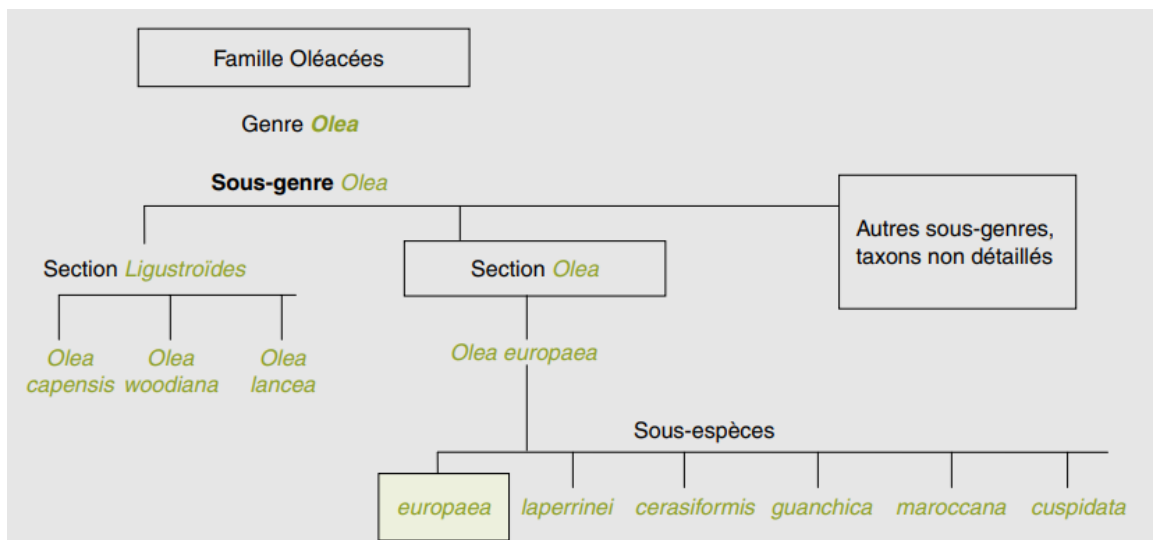 Famille Oléacées
Genre Olea
Sous-genre Olea
Autres sous-genres,
taxons non détaillés
Section Ligustroïdes
Section Olea
Olea
capensis
Olea
woodiana
Olea
lancea
Olea europaea
Sous-espèces
europaea
laperrinei
cerasiformis
guanchica
maroccana
cuspidata